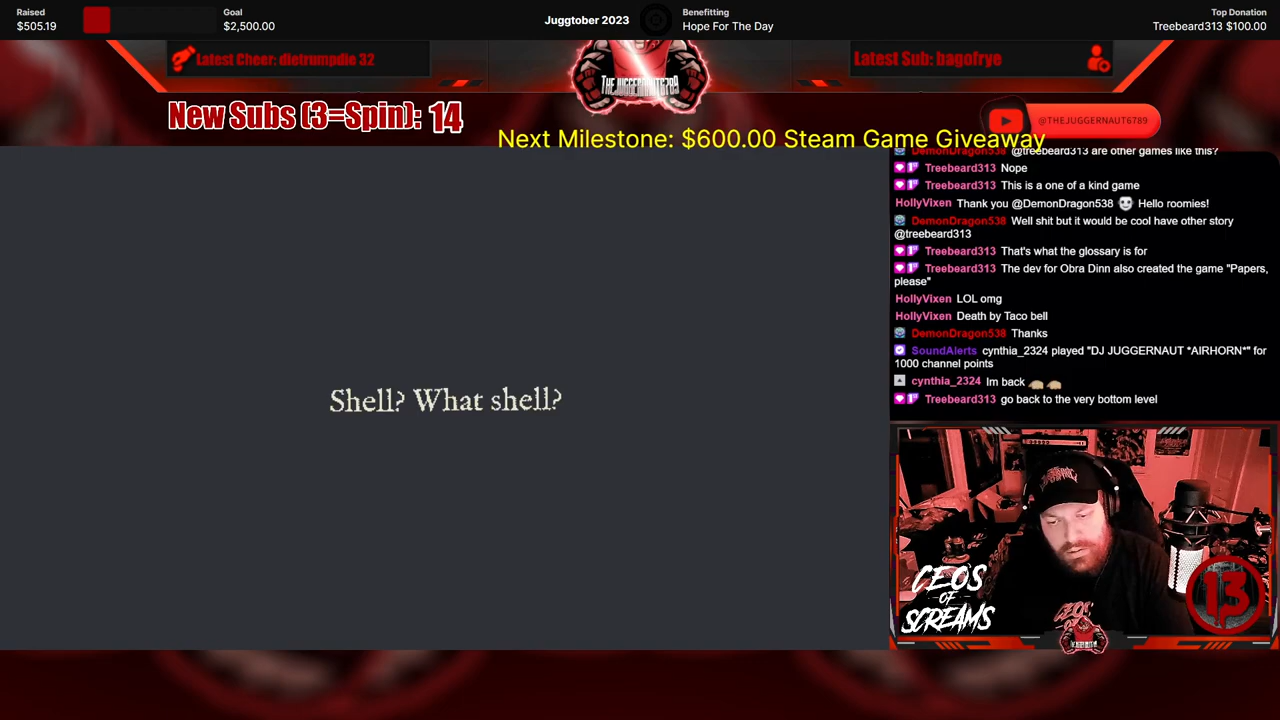 Raised
$505.19
Goal
$2,500.00
Juggtober 2023
Benefitting
Hope For The Day
Top Donation
Treebeard313 $100.00
Latest Cheer: dietrumpdie 32
THEJUGGERNAUT6789
Latest Sub: bagofrye
New Subs (3=Spin): 14
@THEJUGGERNAUT6789
Next Milestone: $600.00 Steam Game Giveaway
DemonDragon538 @treebeard313 are other games like this?
Treebeard313 Nope
Treebeard313 This is a one of a kind game
HollyVixen Thank you @DemonDragon538 Hello roomies!
DemonDragon538 Well shit but it would be cool have other story
@treebeard313
Treebeard313 That's what the glossary is for
Treebeard313 The dev for Obra Dinn also created the game "Papers,
please"
HollyVixen LOL omg
HollyVixen Death by Taco bell
DemonDragon538 Thanks
SoundAlerts cynthia_2324 played "DJ JUGGERNAUT *AIRHORN*" for
1000 channel points
cynthia_2324 Im back
Treebeard313 go back to the very bottom level
Shell? What shell?
CEOS
OF
SCREAMS
13